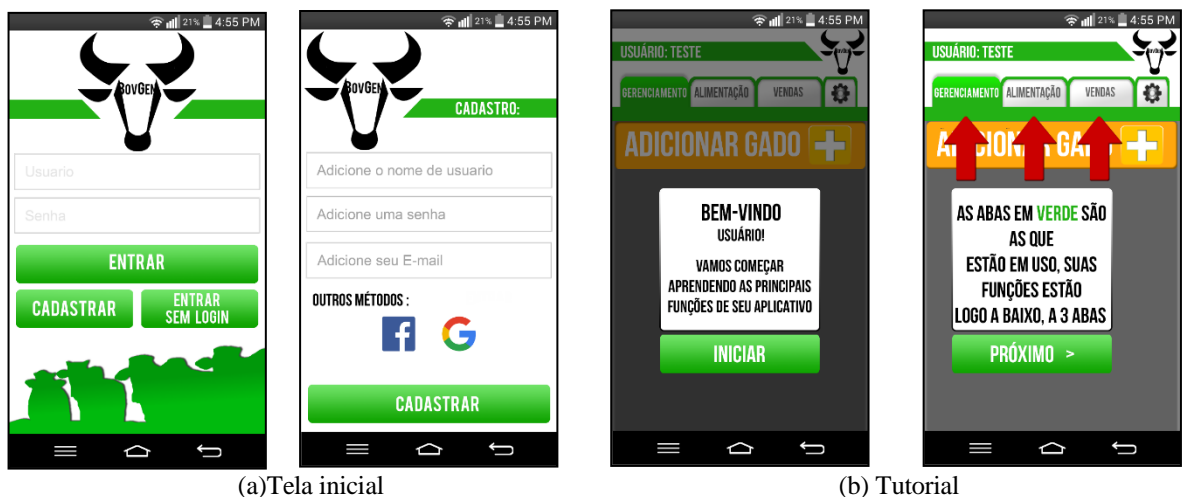 21% 4:55 PM
BOVGEN
Usuario
Senha
ENTRAR
CADASTRAR
ENTRAR
SEM LOGIN
21% 4:55 PM
BOVGEN
CADASTRO:
Adicione o nome de usuario
Adicione uma senha
Adicione seu E-mail
OUTROS MÉTODOS :
CADASTRAR
(a)Tela inicial
21% 4:55 PM
USUÁRIO: TESTE
GERENCIAMENTO ALIMENTAÇÃO VENDAS
ADICIONAR GADO
BEM-VINDO
USUÁRIO!
VAMOS COMEÇAR
APRENDENDO AS PRINCIPAIS
FUNÇÕES DE SEU APLICATIVO
INICIAR
21% 4:55 PM
USUÁRIO: TESTE
GERENCIAMENTO ALIMENTAÇÃO VENDAS
ADICIONAR GADO
AS ABAS EM VERDE SÃO
AS QUE
ESTÃO EM USO, SUAS
FUNÇÕES ESTÃO
LOGO A BAIXO, A 3 ABAS
PRÓXIMO >
(b) Tutorial